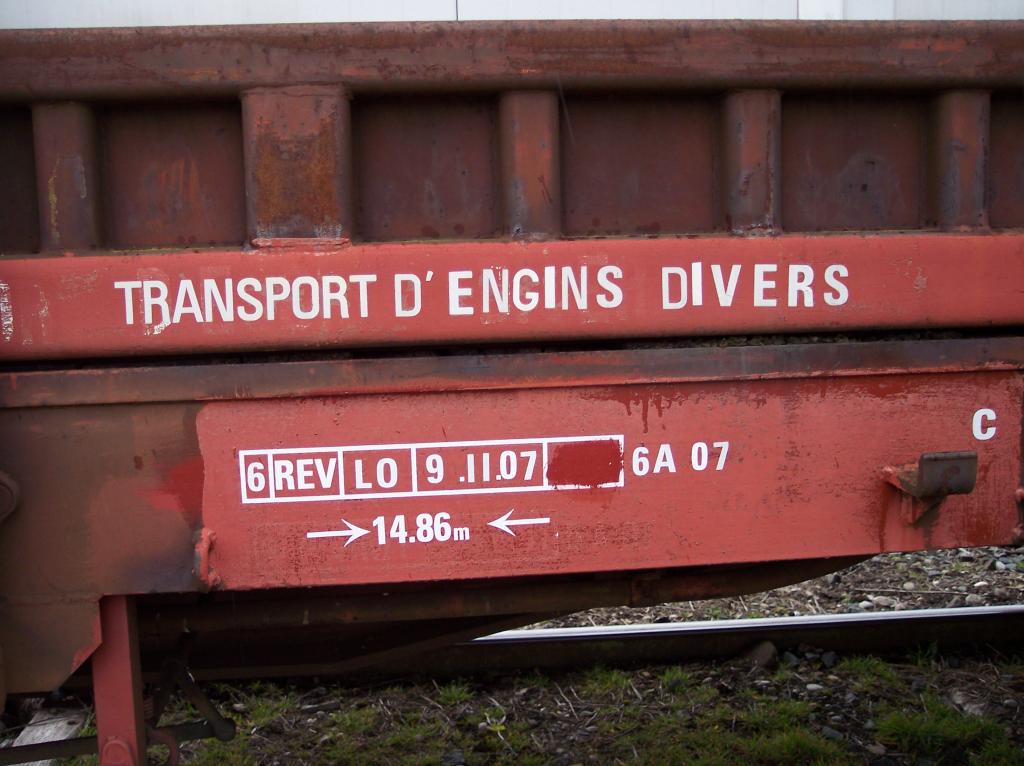 TRANSPORT D'ENGINS DIVERS
C
6 REV LO 9 .11.07 6A 07
14.86m